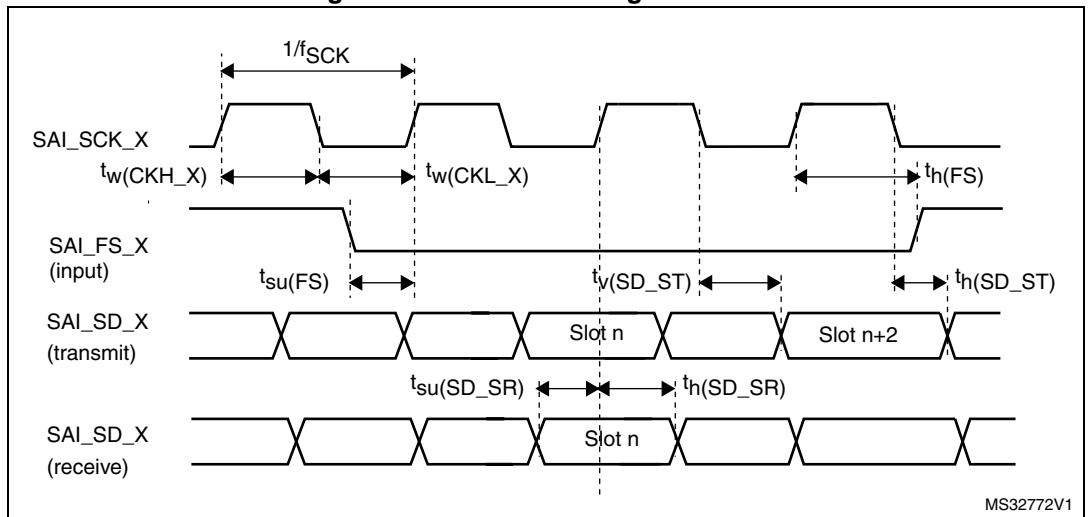 1/fSCK
SAI_SCK_X
tw(CKH_X)
tw(CKL_X)
th(FS)
SAI_FS_X
(input)
tsu(FS)
tv(SD_ST)
th(SD_ST)
SAI_SD_X
(transmit)
Slot n
Slot n+2
tsu(SD_SR)
th(SD_SR)
SAI_SD_X
(receive)
Slot n
MS32772V1